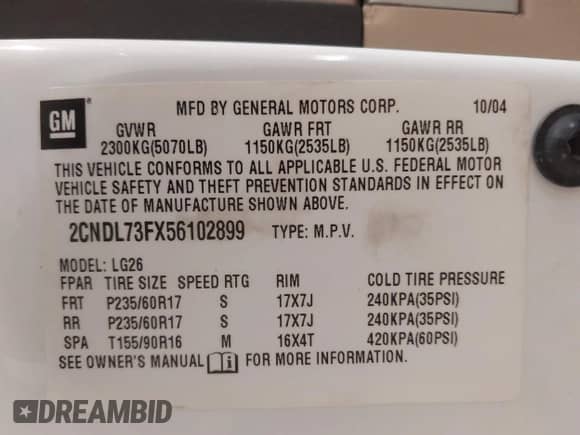 GM ® MFD BY GENERAL MOTORS CORP. 10/04
GVWR GAWR FRT GAWR RR
2300KG(5070LB) 1150KG(2535LB) 1150KG(2535LB)
THIS VEHICLE CONFORMS TO ALL APPLICABLE U.S. FEDERAL MOTOR
VEHICLE SAFETY AND THEFT PREVENTION STANDARDS IN EFFECT ON
THE DATE OF MANUFACTURE SHOWN ABOVE.
2CNDL73FX56102899 TYPE: M.P.V.
MODEL: LG26
FPAR TIRE SIZE SPEED RTG RIM COLD TIRE PRESSURE
FRT P235/60R17 S 17X7J 240KPA(35PSI)
RR P235/60R17 S 17X7J 240KPA(35PSI)
SPA T155/90R16 M 16X4T 420KPA(60PSI)
SEE OWNER'S MANUAL i FOR MORE INFORMATION.
DREAMBID